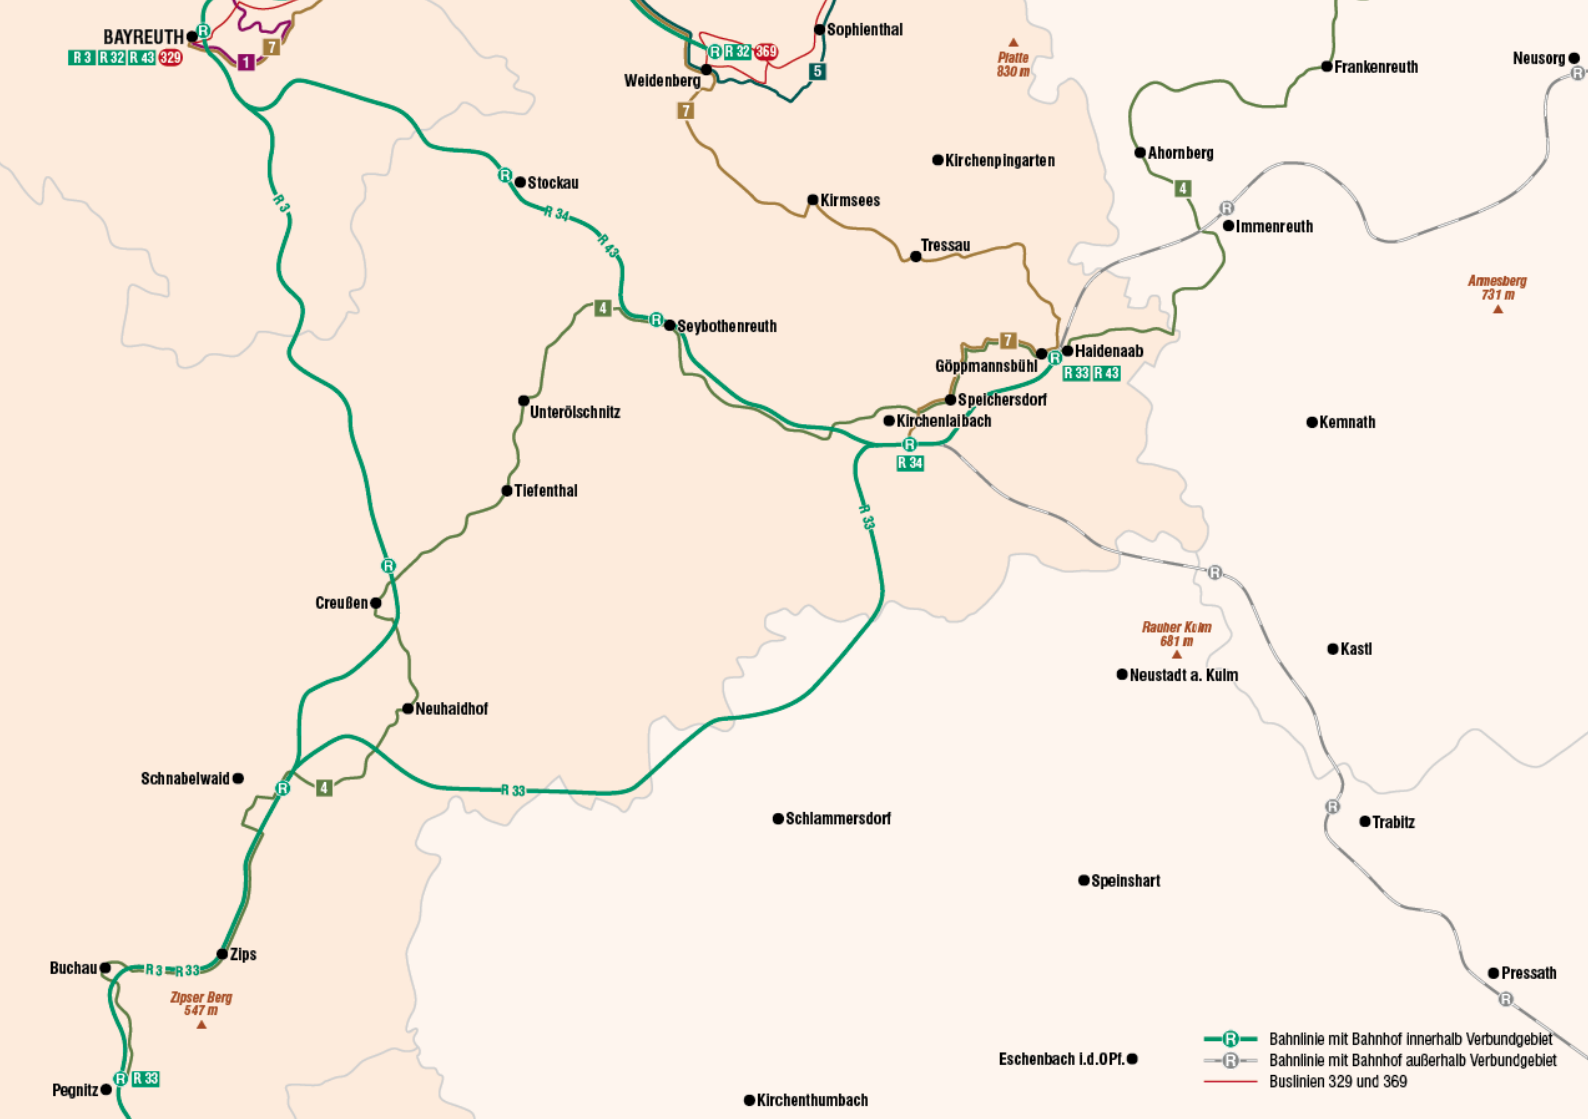 Sophienthal
BAYREUTH
R
R 3 R 32 R 43 329
7
1
R R 32 369
Weidenberg
5
Platte
830 m
Neusorg
R
Frankenreuth
7
Kirchenpingarten
Ahornberg
4
R
Stockau
R 3
R 34
Kirmsees
R
Immenreuth
R 43
Tressau
Armesberg
731 m
4
R
Seybothenreuth
7
Göppmannsbühl
R
Haidenaab
R 33 R 43
Unterölschnitz
Speichersdorf
Kirchenlaibach
Kemnath
R
R 34
Tiefenthal
R 33
R
R
Creußen
Rauher Kulm
681 m
Kastl
Neustadt a. Kulm
Neuhaidhof
Schnabelwaid
R
4
R 33
R
Schlammersdorf
Trabitz
Speinshart
Zips
Buchau
R 3 R 33
Pressath
Zipser Berg
547 m
R
R Bahnlinie mit Bahnhof innerhalb Verbundgebiet
Eschenbach i.d.OPf.
R Bahnlinie mit Bahnhof außerhalb Verbundgebiet
R R 33
Buslinien 329 und 369
Pegnitz
Kirchenthumbach